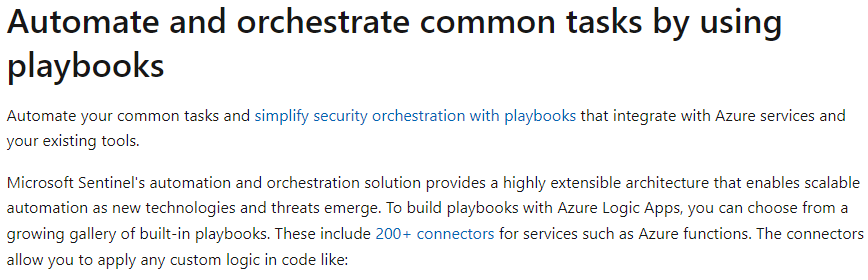 Automate and orchestrate common tasks by using
playbooks
Automate your common tasks and simplify security orchestration with playbooks that integrate with Azure services and
your existing tools.
Microsoft Sentinel's automation and orchestration solution provides a highly extensible architecture that enables scalable
automation as new technologies and threats emerge. To build playbooks with Azure Logic Apps, you can choose from a
growing gallery of built-in playbooks. These include 200+ connectors for services such as Azure functions. The connectors
allow you to apply any custom logic in code like: